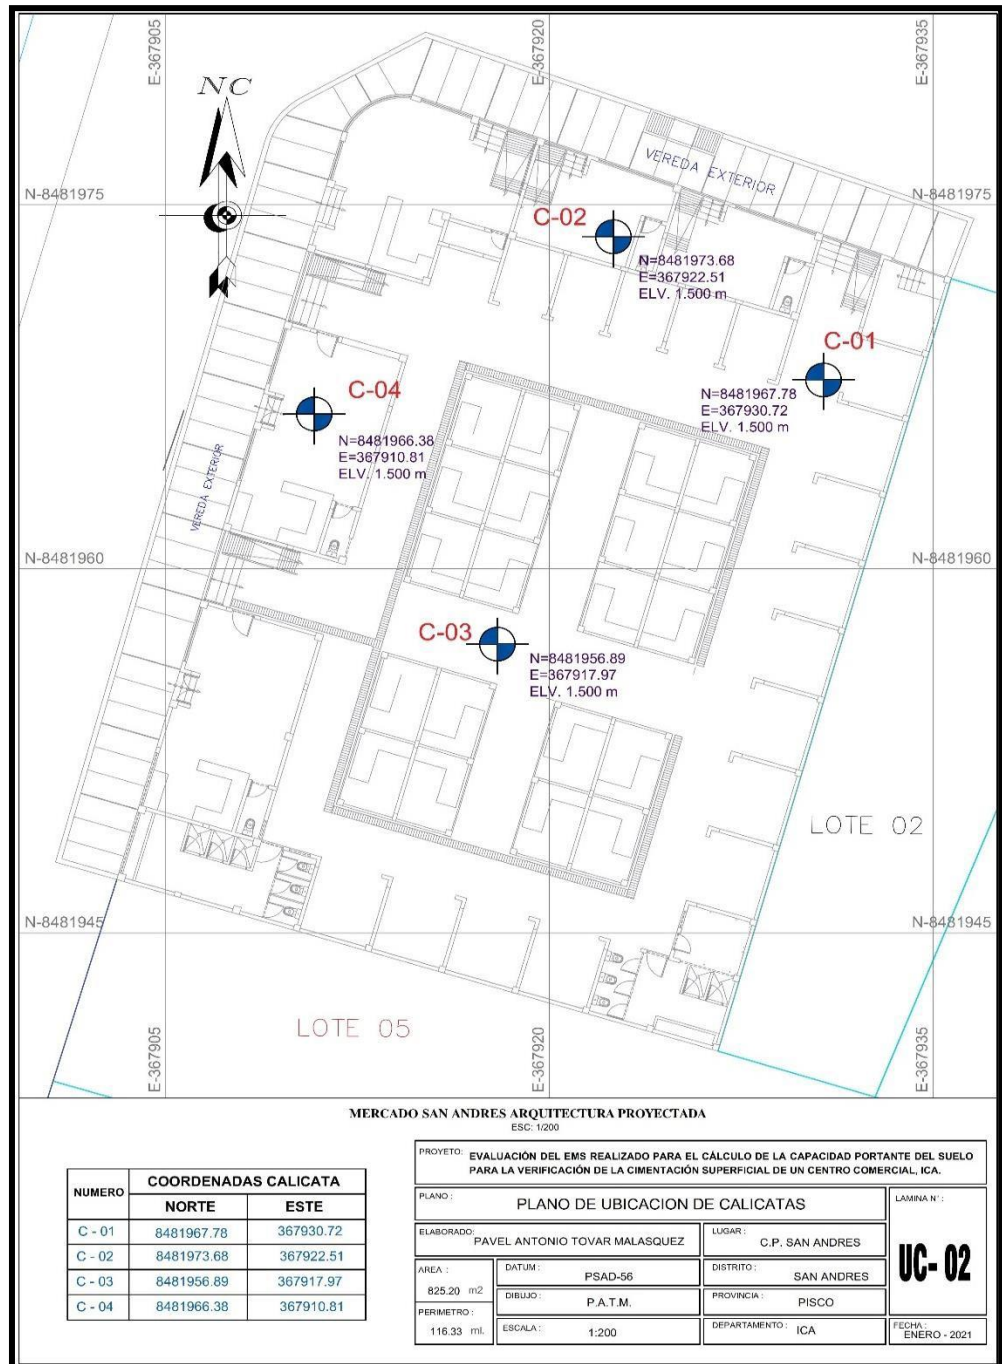 E-367905
E-367920
E-367935
NC
VEREDA EXTERIOR
N-8481975
N-8481975
C-02
N=8481973.68
E=367922.51
ELV. 1.500 m
C-01
N=8481967.78
E=367930.72
ELV. 1.500 m
C-04
N=8481966.38
E=367910.81
ELV. 1.500 m
VEREDA EXTERIOR
N-8481960
N-8481960
C-03
N=8481956.89
E=367917.97
ELV. 1.500 m
LOTE 02
N-8481945
N-8481945
LOTE 05
E-367905
E-367920
E-367935
MERCADO SAN ANDRES ARQUITECTURA PROYECTADA
ESC: 1/200
NUMERO
COORDENADAS CALICATA
NORTE ESTE
C - 01 8481967.78 367930.72
C - 02 8481973.68 367922.51
C - 03 8481956.89 367917.97
C - 04 8481966.38 367910.81
PROYETO: EVALUACIÓN DEL EMS REALIZADO PARA EL CÁLCULO DE LA CAPACIDAD PORTANTE DEL SUELO
PARA LA VERIFICACIÓN DE LA CIMENTACIÓN SUPERFICIAL DE UN CENTRO COMERCIAL, ICA.
PLANO : PLANO DE UBICACION DE CALICATAS
LAMINA N° :
UC- 02
ELABORADO: PAVEL ANTONIO TOVAR MALASQUEZ
LUGAR : C.P. SAN ANDRES
AREA : 825.20 m2
DATUM : PSAD-56
DISTRITO : SAN ANDRES
DIBUJO : P.A.T.M.
PROVINCIA : PISCO
PERIMETRO : 116.33 ml.
ESCALA : 1:200
DEPARTAMENTO : ICA
FECHA : ENERO - 2021